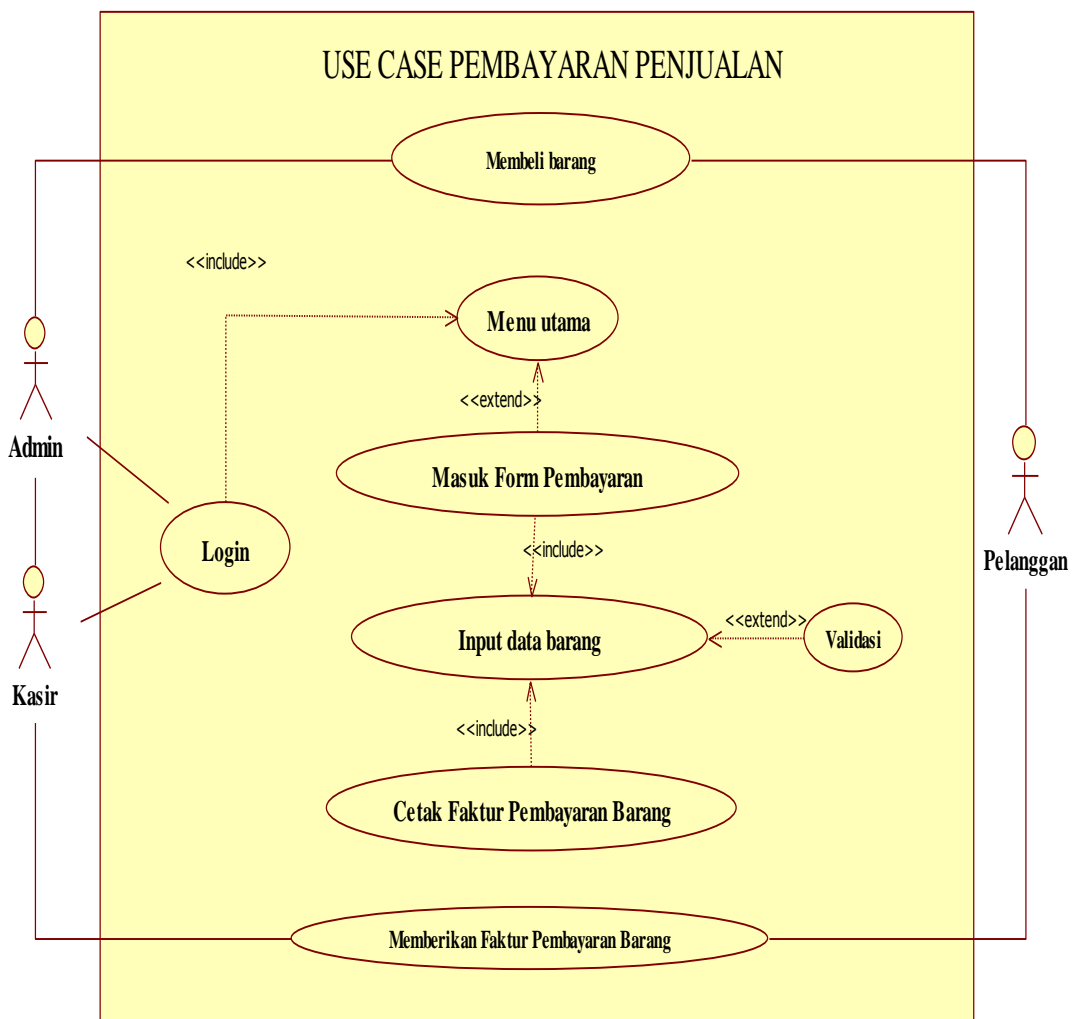 USE CASE PEMBAYARAN PENJUALAN
Membeli barang
<<include>>
Menu utama
<<extend>>
Admin
Masuk Form Pembayaran
Login
<<include>>
Pelanggan
<<extend>>
Input data barang
Validasi
Kasir
<<include>>
Cetak Faktur Pembayaran Barang
Memberikan Faktur Pembayaran Barang